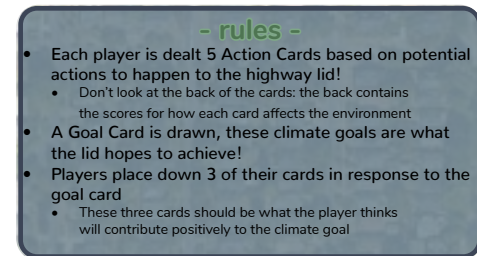 - rules -
• Each player is dealt 5 Action Cards based on potential
actions to happen to the highway lid!
• Don't look at the back of the cards: the back contains
the scores for how each card affects the environment
• A Goal Card is drawn, these climate goals are what
the lid hopes to achieve!
• Players place down 3 of their cards in response to the
goal card
• These three cards should be what the player thinks
will contribute positively to the climate goal